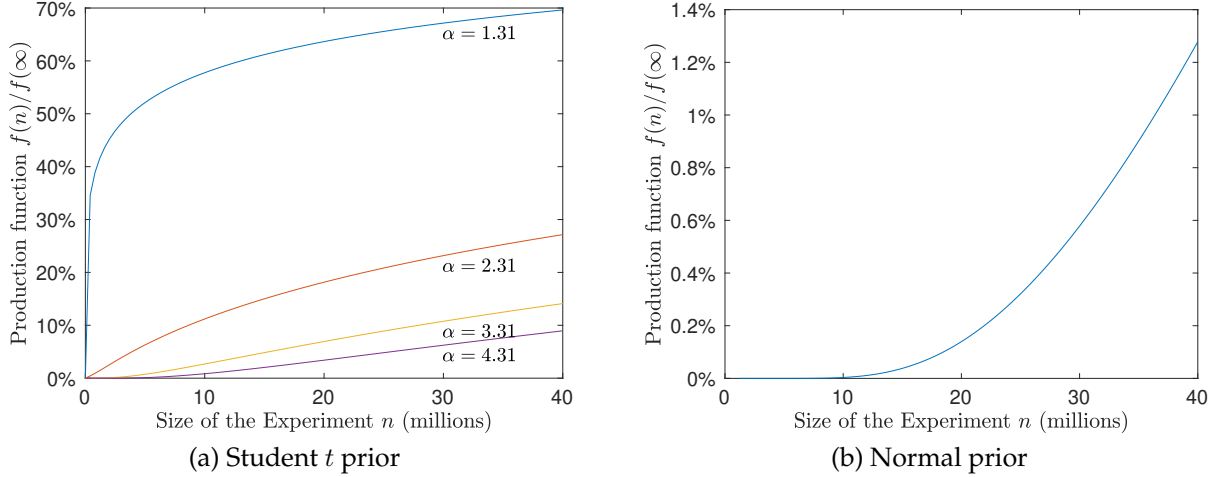 Production function f(n)/f(∞)
70%
60%
50%
40%
30%
20%
10%
0%
α = 1.31
α = 2.31
α = 3.31
α = 4.31
0 10 20 30 40
Size of the Experiment n (millions)
(a) Student t prior
Production function f(n)/f(∞)
1.4%
1.2%
1%
0.8%
0.6%
0.4%
0.2%
0%
0 10 20 30 40
Size of the Experiment n (millions)
(b) Normal prior